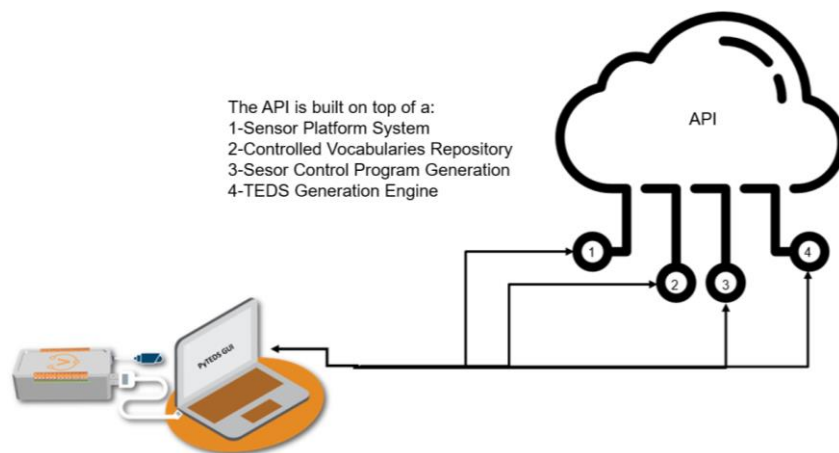 The API is built on top of a:
1-Sensor Platform System
2-Controlled Vocabularies Repository
3-Sesor Control Program Generation
4-TEDS Generation Engine
API
1
2
3
4
PyTEDS GUI